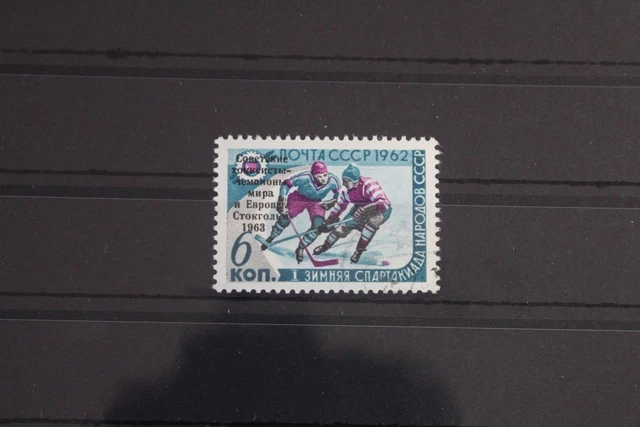 ПОЧТА СССР 1962
Советские
хоккеисты-
чемпионы
мира
и Европы
Стокгольм
1963
6
КОП.
I ЗИМНЯЯ СПАРТАКИАДА НАРОДОВ СССР